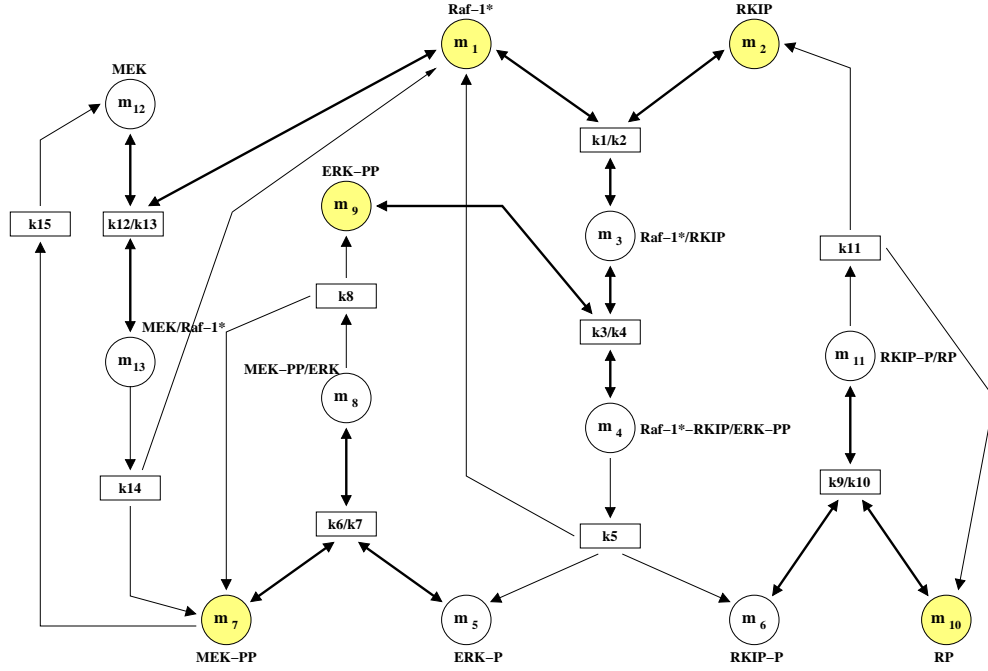 Raf–1*
RKIP
m 1
m 2
MEK
m 12
k1/k2
ERK–PP
m 9
k15
k12/k13
m 3
Raf–1*/RKIP
k11
k8
MEK/Raf–1*
k3/k4
m 13
MEK–PP/ERK
m 8
m 11
RKIP–P/RP
m 4
Raf–1*–RKIP/ERK–PP
k14
k9/k10
k6/k7
k5
m 7
m 5
m 6
m 10
MEK–PP
ERK–P
RKIP–P
RP